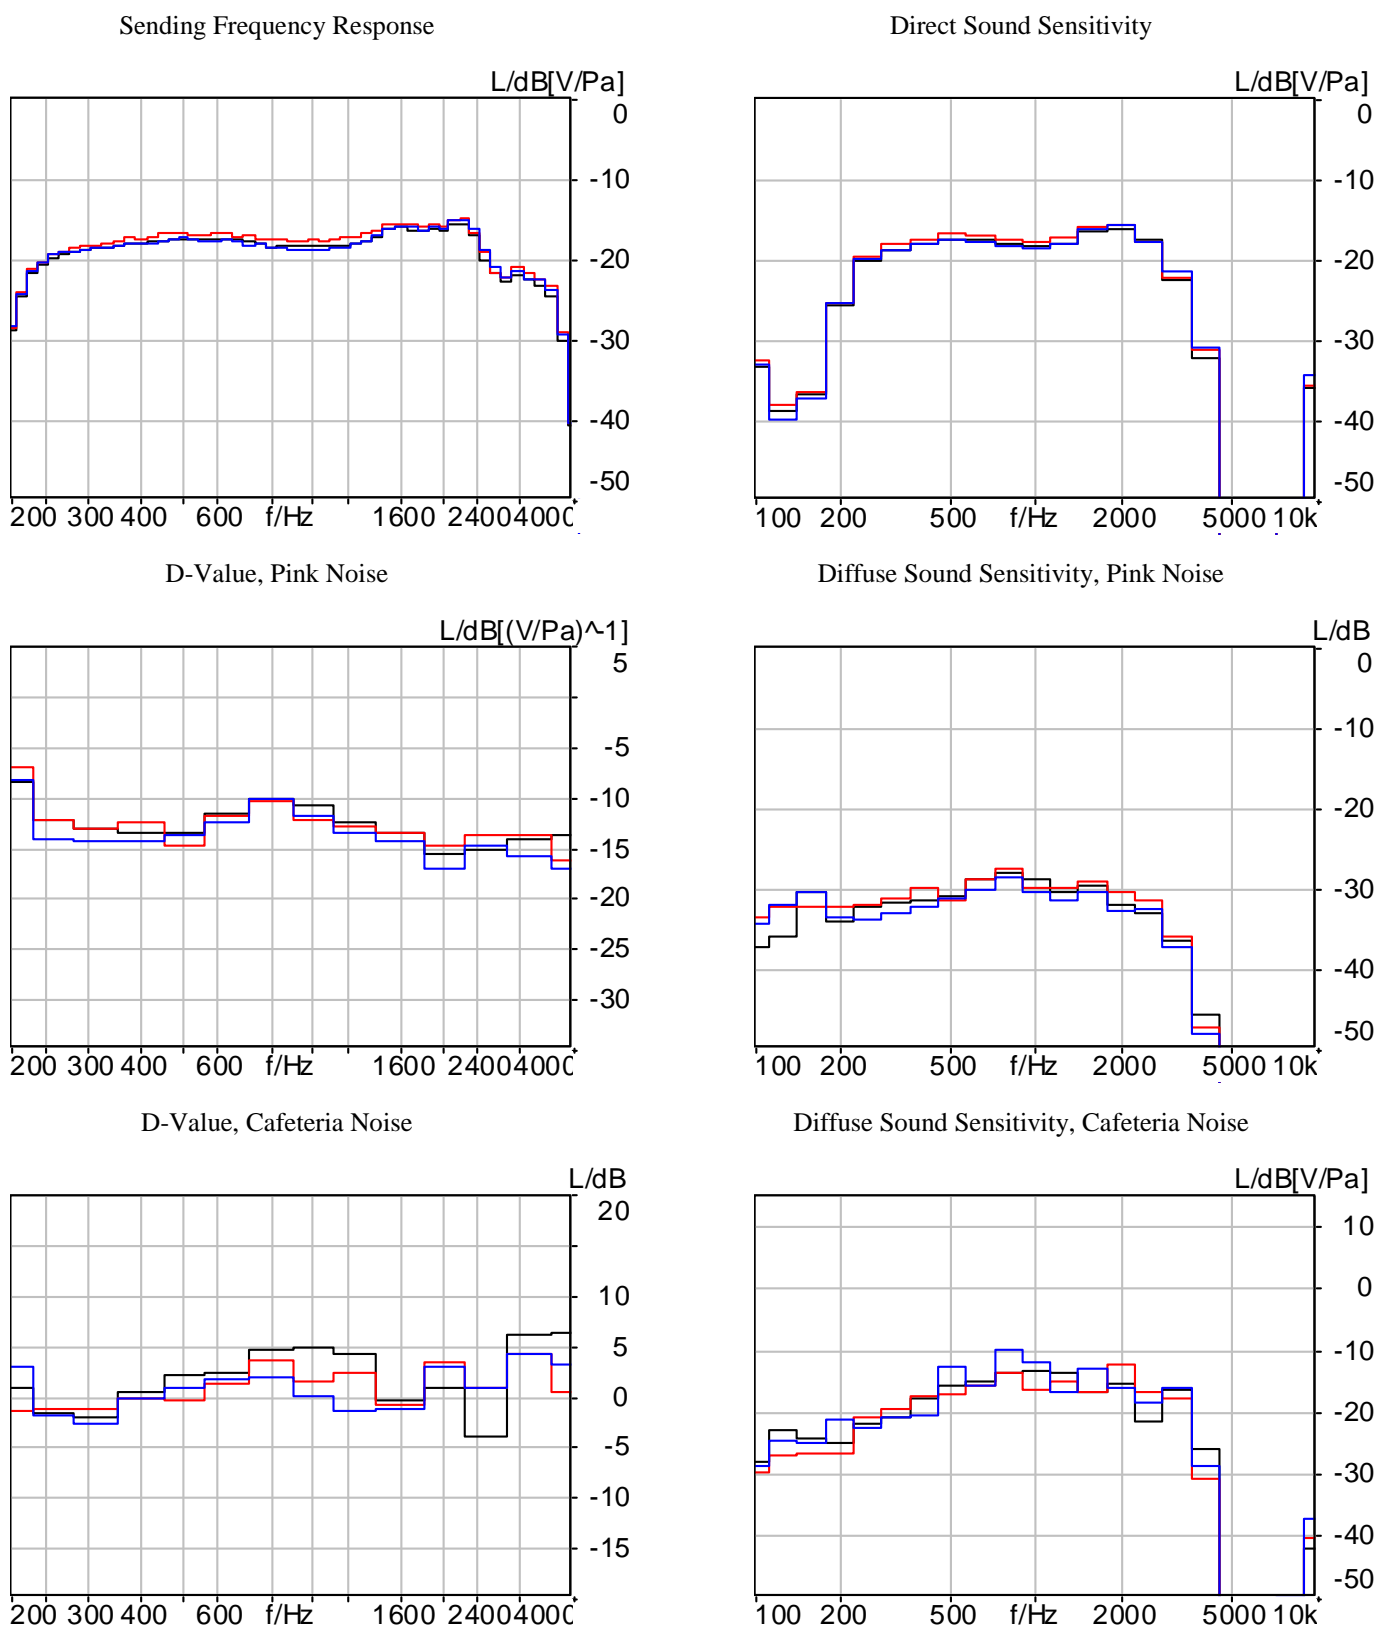 Sending Frequency Response
L/dB[V/Pa]
0
-10
-20
-30
-40
-50
200 300 400 600 f/Hz 1600 2400 4000
Direct Sound Sensitivity
L/dB[V/Pa]
0
-10
-20
-30
-40
-50
100 200 500 f/Hz 2000 5000 10k
D-Value, Pink Noise
L/dB[(V/Pa)^-1]
5
-5
-10
-15
-20
-25
-30
200 300 400 600 f/Hz 1600 2400 4000
Diffuse Sound Sensitivity, Pink Noise
L/dB
0
-10
-20
-30
-40
-50
100 200 500 f/Hz 2000 5000 10k
D-Value, Cafeteria Noise
L/dB
20
10
5
0
-5
-10
-15
200 300 400 600 f/Hz 1600 2400 4000
Diffuse Sound Sensitivity, Cafeteria Noise
L/dB[V/Pa]
10
0
-10
-20
-30
-40
-50
100 200 500 f/Hz 2000 5000 10k